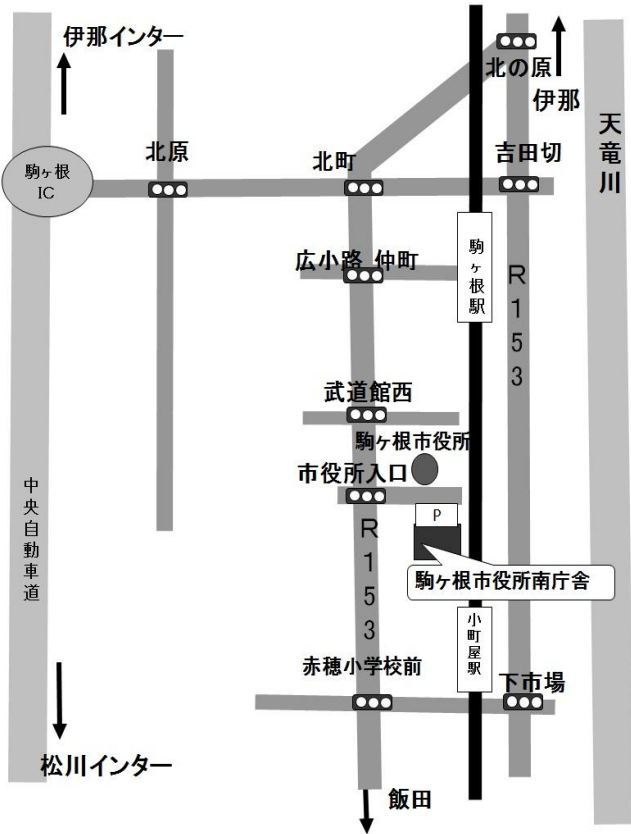 伊那インター
北の原
伊那
天竜川
北原
北町
吉田切
駒ヶ根
IC
広小路 仲町
駒ヶ根駅
R153
武道館西
駒ヶ根市役所
市役所入口
P
中央自動車道
R153
駒ヶ根市役所南庁舎
小町屋駅
赤穂小学校前
下市場
松川インター
飯田